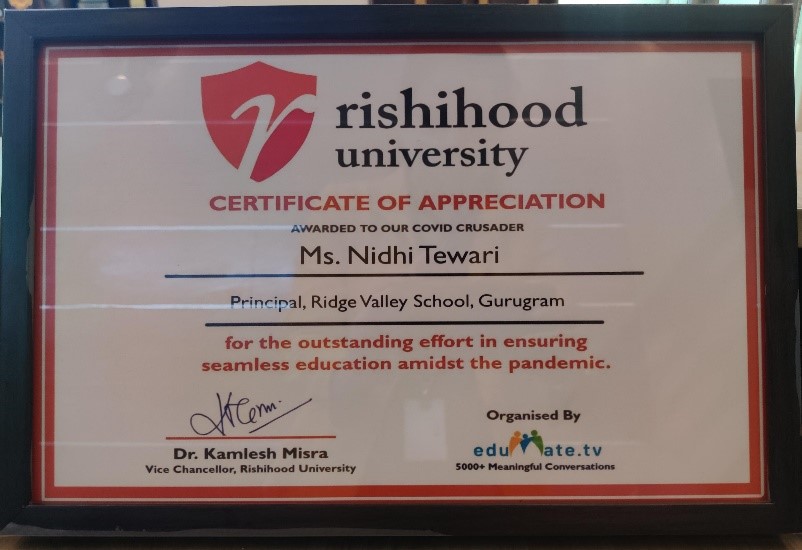 r
rishihood
university
CERTIFICATE OF APPRECIATION
AWARDED TO OUR COVID CRUSADER
Ms. Nidhi Tewari
Principal, Ridge Valley School, Gurugram
for the outstanding effort in ensuring
seamless education amidst the pandemic.
Dr. Kamlesh Misra
Vice Chancellor, Rishihood University
Organised By
eduMate.tv
5000+ Meaningful Conversations